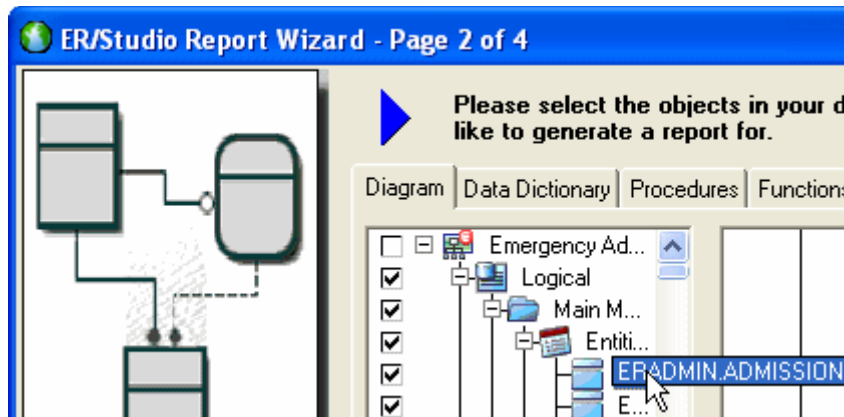 ER/Studio Report Wizard - Page 2 of 4
Please select the objects in your d
like to generate a report for.
Diagram Data Dictionary Procedures Functions
Emergency Ad...
Logical
Main M...
Entiti...
ERADMIN.ADMISSION
E...